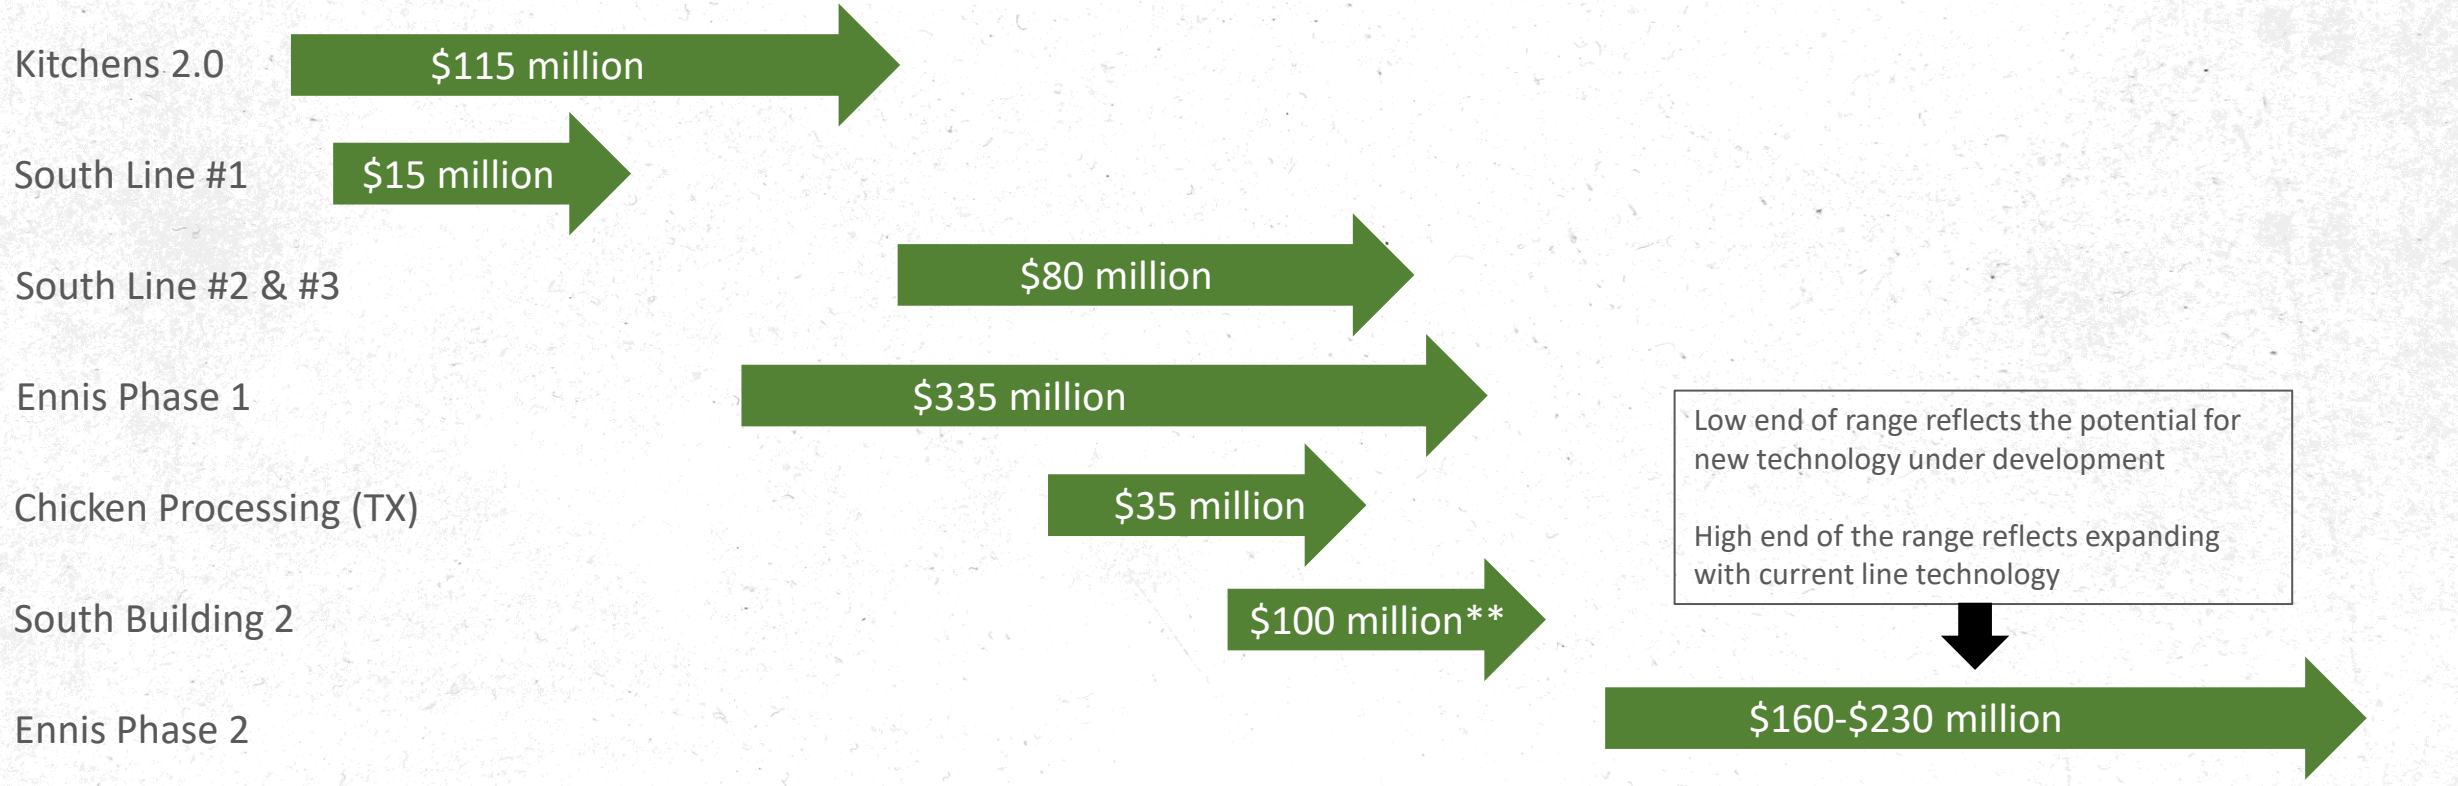 Kitchens 2.0
$115 million
South Line #1
$15 million
South Line #2 & #3
$80 million
Ennis Phase 1
$335 million
Chicken Processing (TX)
$35 million
South Building 2
$100 million**
Low end of range reflects the potential for
new technology under development
High end of the range reflects expanding
with current line technology
Ennis Phase 2
$160-$230 million